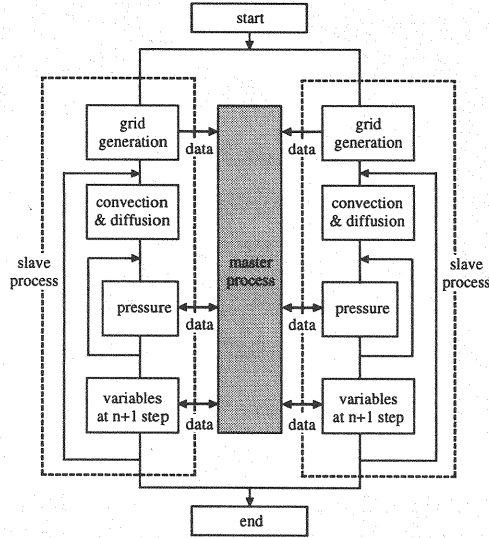 start
grid
generation
data
convection
& diffusion
slave
process
pressure
data
variables
at n+1 step
data
master
process
grid
generation
data
convection
& diffusion
slave
process
pressure
data
variables
at n+1 step
data
end